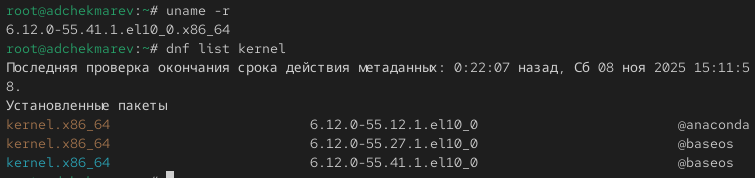 root@adchekmarev:~# uname -r
6.12.0-55.41.1.el10_0.x86_64
root@adchekmarev:~# dnf list kernel
Последняя проверка окончания срока действия метаданных: 0:22:07 назад, Сб 08 ноя 2025 15:11:5
8.
Установленные пакеты
kernel.x86_64 6.12.0-55.12.1.el10_0 @anaconda
kernel.x86_64 6.12.0-55.27.1.el10_0 @baseos
kernel.x86_64 6.12.0-55.41.1.el10_0 @baseos